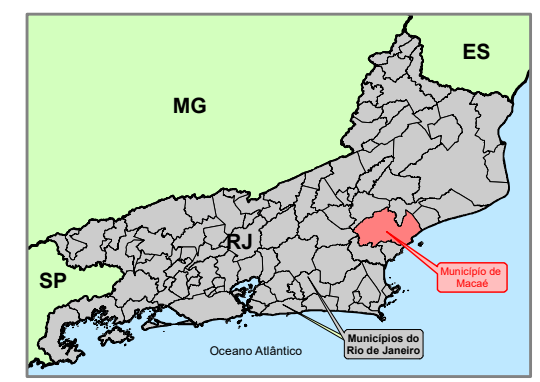 ES
MG
RJ
SP
Município de
Macaé
Municípios do
Rio de Janeiro
Oceano Atlântico